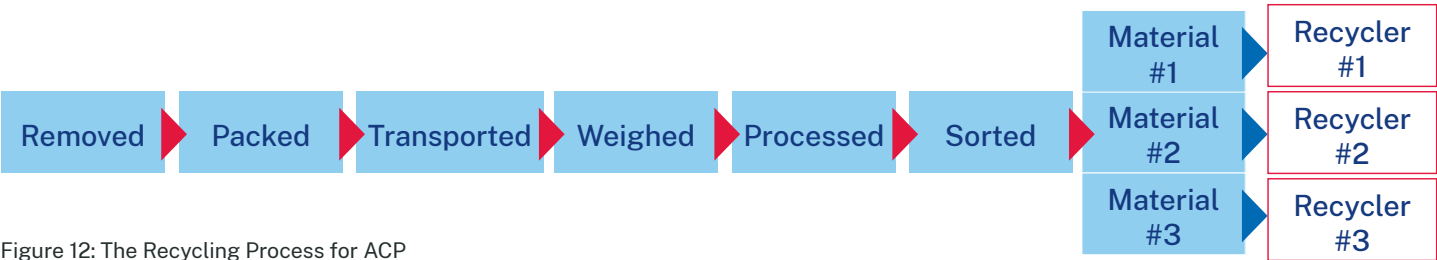 Removed
Packed
Transported
Weighed
Processed
Sorted
Material
#1
Recycler
#1
Material
#2
Recycler
#2
Material
#3
Recycler
#3
Figure 12: The Recycling Process for ACP